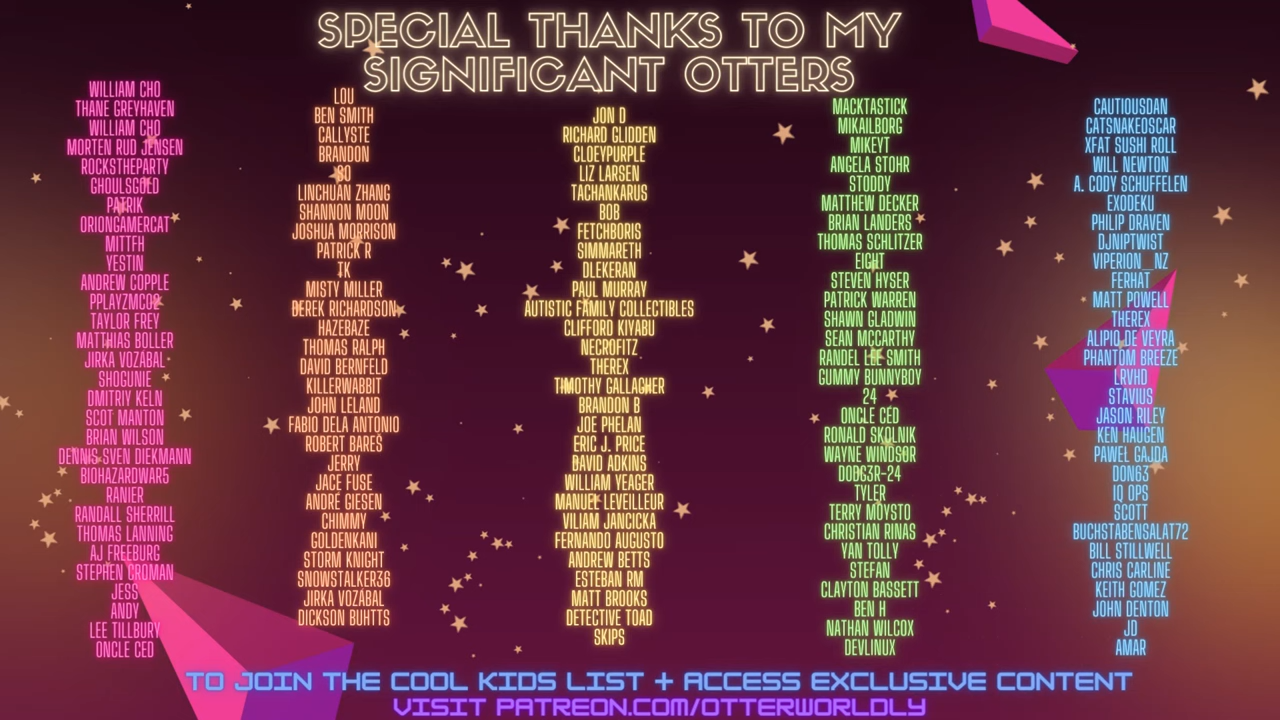 SPECIAL THANKS TO MY
SIGNIFICANT OTTERS
WILLIAM CHO
THANE GREYHAVEN
WILLIAM CHO
MORTEN RUD JENSEN
ROCKSTHEPARTY
GHOULSGOLD
PATRIK
ORIONGAMERCAT
MITTFH
YESTIN
ANDREW COPPLE
PPLAYZMC02
TAYLOR FREY
MATTHIAS BOLLER
JIRKA VOZÁBAL
SHOGUNIE
DMITRIY KELN
SCOT MANTON
BRIAN WILSON
DENNIS SVEN DIEKMANN
BIOHAZARDWAR5
RANIER
RANDALL SHERRILL
THOMAS LANNING
AJ FREEBURG
STEPHEN CROMAN
JESS
ANDY
LEE TILLBURY
ONCLE CED
LOU
BEN SMITH
CALLYSTE
BRANDON
BO
LINCHUAN ZHANG
SHANNON MOON
JOSHUA MORRISON
PATRICK R
TK
MISTY MILLER
DEREK RICHARDSON
HAZEBAZE
THOMAS RALPH
DAVID BERNFELD
KILLERWABBIT
JOHN LELAND
FABIO DELA ANTONIO
ROBERT BAREŠ
JERRY
JACE FUSE
ANDRÉ GIESEN
CHIMMY
GOLDENKANI
STORM KNIGHT
SNOWSTALKER36
JIRKA VOZÁBAL
DICKSON BUHTTS
JON D
RICHARD GLIDDEN
CLOEYPURPLE
LIZ LARSEN
TACHANKARUS
BOB
FETCHBORIS
SIMMARETH
DLEKERAN
PAUL MURRAY
AUTISTIC FAMILY COLLECTIBLES
CLIFFORD KIYABU
NECROFITZ
THEREX
TIMOTHY GALLAGHER
BRANDON B
JOE PHELAN
ERIC J. PRICE
DAVID ADKINS
WILLIAM YEAGER
MANUEL LEVEILLEUR
VILIAM JANCICKA
FERNANDO AUGUSTO
ANDREW BETTS
ESTEBAN RM
MATT BROOKS
DETECTIVE TOAD
SKIPS
MACKTASTICK
MIKAILBORG
MIKEYT
ANGELA STOHR
STODDY
MATTHEW DECKER
BRIAN LANDERS
THOMAS SCHLITZER
EIGHT
STEVEN HYSER
PATRICK WARREN
SHAWN GLADWIN
SEAN MCCARTHY
RANDEL LEE SMITH
GUMMY BUNNYBOY
24
ONCLE CED
RONALD SKOLNIK
WAYNE WINDSOR
DODG3R-24
TYLER
TERRY MOYSTO
CHRISTIAN RINAS
YAN TOLLY
STEFAN
CLAYTON BASSETT
BEN H
NATHAN WILCOX
DEVLINUX
CAUTIOUSDAN
CATSNAKEOSCAR
XFAT SUSHI ROLL
WILL NEWTON
A. CODY SCHUFFELEN
EXODEKU
PHILIP DRAVEN
DJNIPTWIST
VIPERION_NZ
FERHAT
MATT POWELL
THEREX
ALIPIO DE VEYRA
PHANTOM BREEZE
LRVHD
STAVIUS
JASON RILEY
KEN HAUGEN
PAWEL GAJDA
DON63
IQ OPS
SCOTT
BUCHSTABENSALAT72
BILL STILLWELL
CHRIS CARLINE
KEITH GOMEZ
JOHN DENTON
JD
AMAR
TO JOIN THE COOL KIDS LIST + ACCESS EXCLUSIVE CONTENT
VISIT PATREON.COM/OTTERWORLDLY